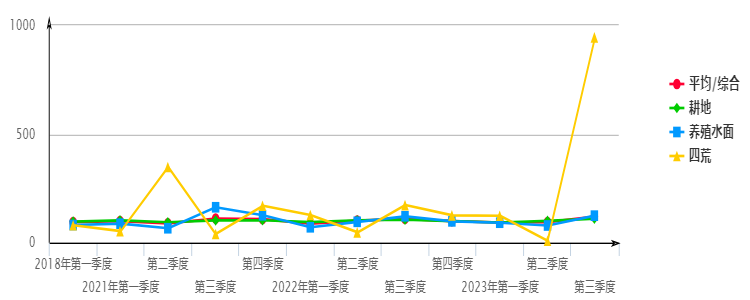 1000
500
0
2018年第一季度
第二季度
第四季度
第二季度
第四季度
第二季度
2021年第一季度
第三季度
2022年第一季度
第三季度
2023年第一季度
第三季度
平均/综合
耕地
养殖水面
四荒